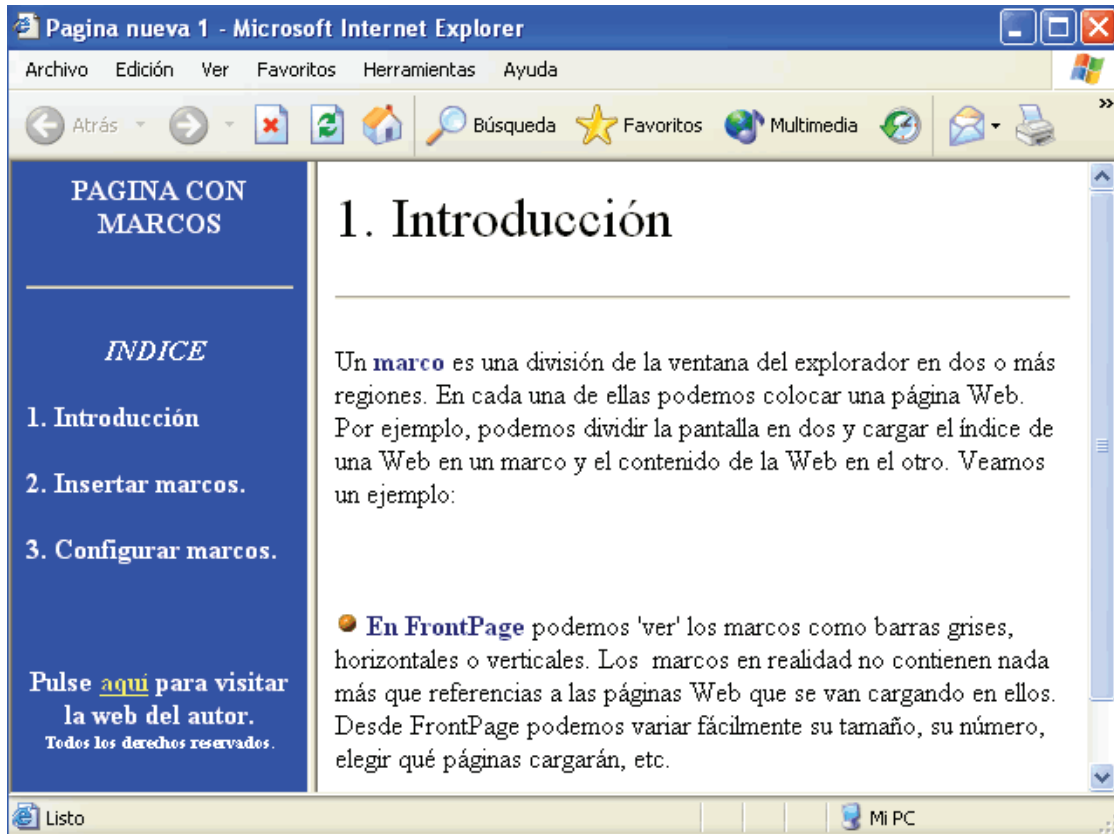 Pagina nueva 1 - Microsoft Internet Explorer
Archivo Edición Ver Favoritos Herramientas Ayuda
Atrás Búsqueda Favoritos Multimedia »
PAGINA CON
MARCOS
INDICE
1. Introducción
2. Insertar marcos.
3. Configurar marcos.
Pulse aqui para visitar
la web del autor.
Todos los derechos reservados.
1. Introducción
Un marco es una división de la ventana del explorador en dos o más
regiones. En cada una de ellas podemos colocar una página Web.
Por ejemplo, podemos dividir la pantalla en dos y cargar el índice de
una Web en un marco y el contenido de la Web en el otro. Veamos
un ejemplo:
En FrontPage podemos 'ver' los marcos como barras grises,
horizontales o verticales. Los marcos en realidad no contienen nada
más que referencias a las páginas Web que se van cargando en ellos.
Desde FrontPage podemos variar fácilmente su tamaño, su número,
elegir qué páginas cargarán, etc.
Listo Mi PC